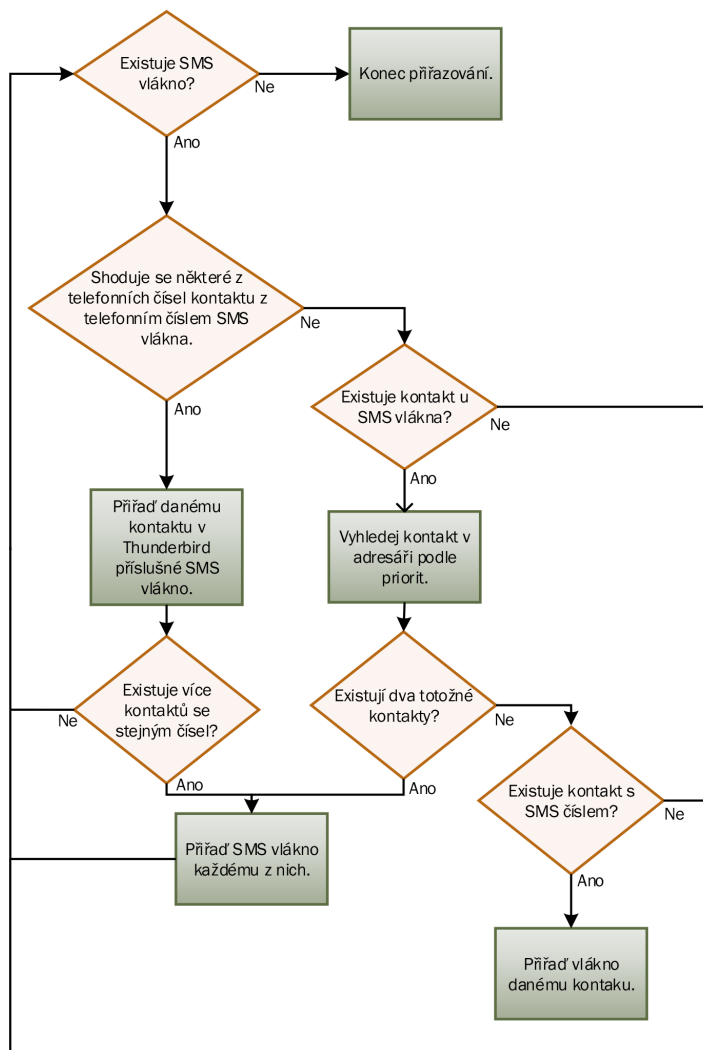 Existuje SMS
vlákno?
Ne
Konec přiřazování.
Ano
Shoduje se některé z
telefonních čísel kontaktu z
telefonním číslem SMS
vlákna.
Ne
Ano
Existuje kontakt u
SMS vlákna?
Ne
Ano
Přiřaď danému
kontaktu v
Thunderbird
příslušné SMS
vlákno.
Vyhledej kontakt v
adresáři podle
priorit.
Existuje více
kontaktů se
stejným čísel?
Ne
Ano
Existují dva totožné
kontakty?
Ne
Ano
Existuje kontakt s
SMS číslem?
Ne
Ano
Přiřaď SMS vlákno
každému z nich.
Přiřaď vlákno
danému kontaku.